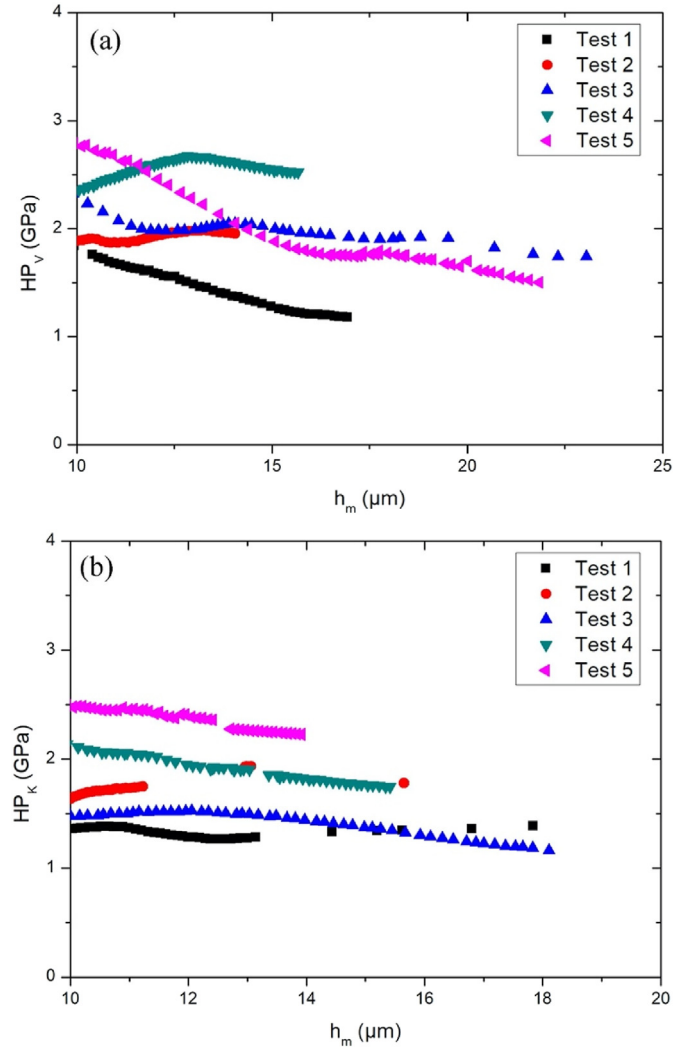 (a)
Test 1
Test 2
Test 3
Test 4
Test 5
HPV (GPa)
4
3
2
1
0
10 15 20 25
hm (µm)
(b)
Test 1
Test 2
Test 3
Test 4
Test 5
HPK (GPa)
4
3
2
1
0
10 12 14 16 18 20
hm (µm)